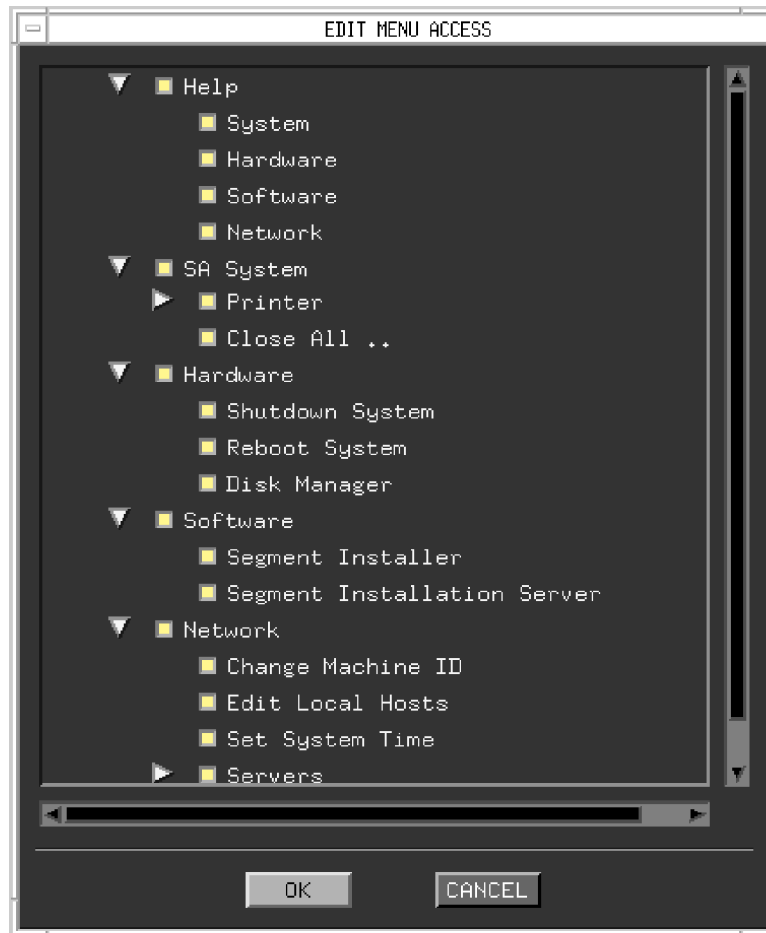 EDIT MENU ACCESS
Help
System
Hardware
Software
Network
SA System
Printer
Close All ..
Hardware
Shutdown System
Reboot System
Disk Manager
Software
Segment Installer
Segment Installation Server
Network
Change Machine ID
Edit Local Hosts
Set System Time
Servers
OK
CANCEL